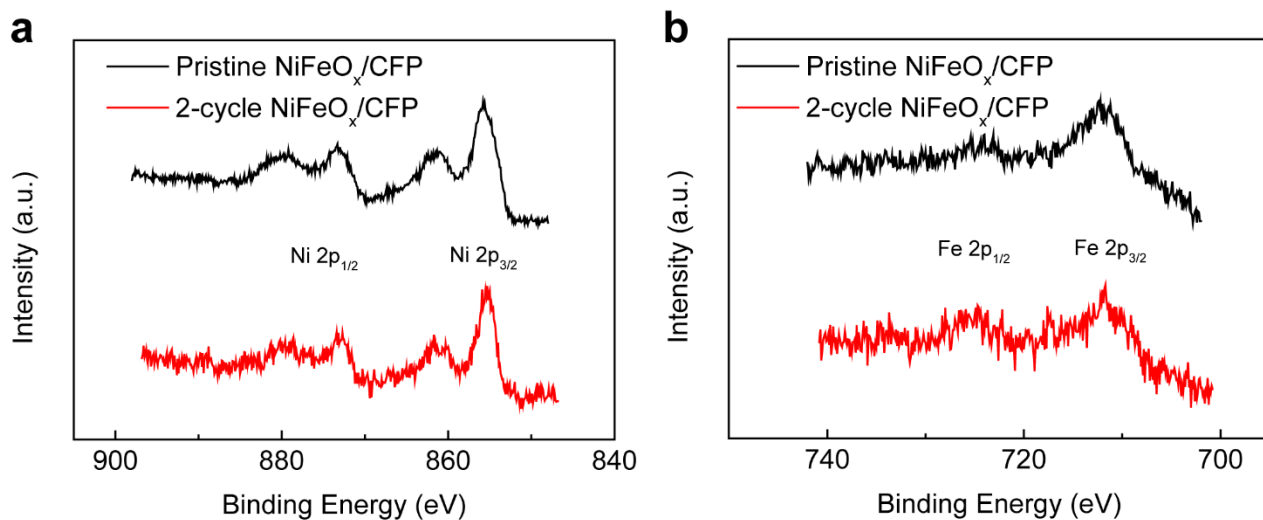 a
Pristine NiFeOₓ/CFP
2-cycle NiFeOₓ/CFP
Ni 2p₁/₂
Ni 2p₃/₂
Intensity (a.u.)
900
880
860
840
Binding Energy (eV)
b
Pristine NiFeOₓ/CFP
2-cycle NiFeOₓ/CFP
Fe 2p₁/₂
Fe 2p₃/₂
Intensity (a.u.)
740
720
700
Binding Energy (eV)